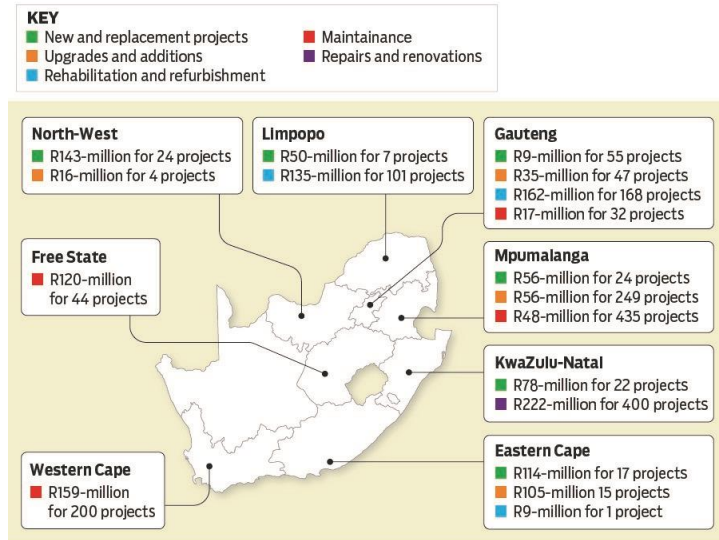 KEY
New and replacement projects
Upgrades and additions
Rehabilitation and refurbishment
Maintainance
Repairs and renovations
North-West
R143-million for 24 projects
R16-million for 4 projects
Limpopo
R50-million for 7 projects
R135-million for 101 projects
Gauteng
R9-million for 55 projects
R35-million for 47 projects
R162-million for 168 projects
R17-million for 32 projects
Free State
R120-million
for 44 projects
Mpumalanga
R56-million for 24 projects
R56-million for 249 projects
R48-million for 435 projects
KwaZulu-Natal
R78-million for 22 projects
R222-million for 400 projects
Western Cape
R159-million
for 200 projects
Eastern Cape
R114-million for 17 projects
R105-million 15 projects
R9-million for 1 project